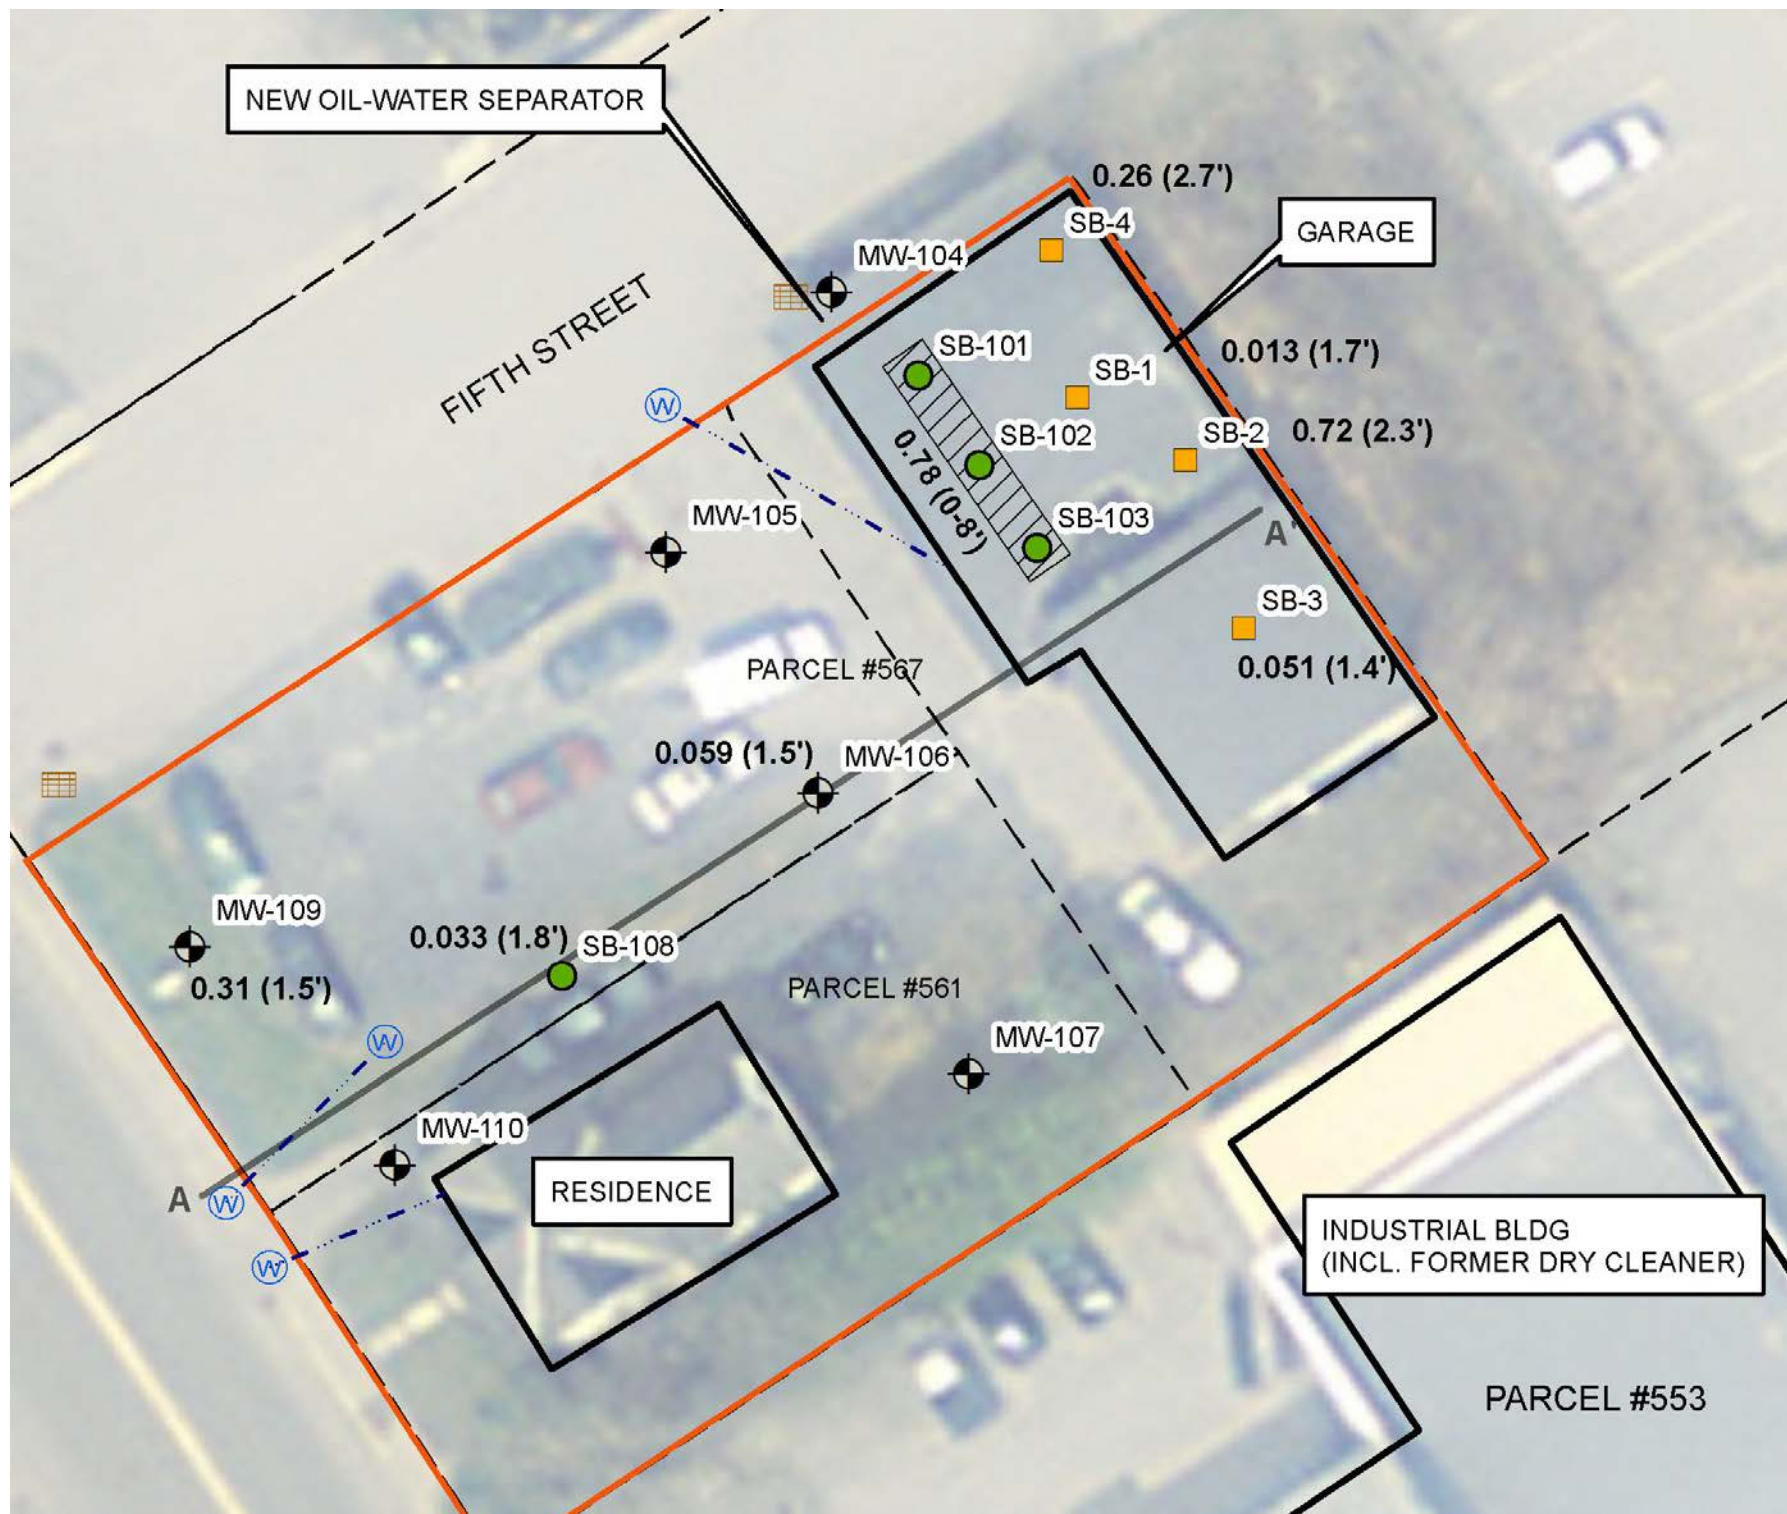 NEW OIL-WATER SEPARATOR
0.26 (2.7')
SB-4
GARAGE
MW-104
FIFTH STREET
SB-101
0.013 (1.7')
SB-1
W
SB-102
SB-2
0.72 (2.3')
0.78 (0-8')
MW-105
SB-103
A'
SB-3
0.051 (1.4')
PARCEL #567
0.059 (1.5')
MW-106
MW-109
0.31 (1.5')
0.033 (1.8')
SB-108
PARCEL #561
W
MW-107
MW-110
A
W
RESIDENCE
W
INDUSTRIAL BLDG
(INCL. FORMER DRY CLEANER)
PARCEL #553